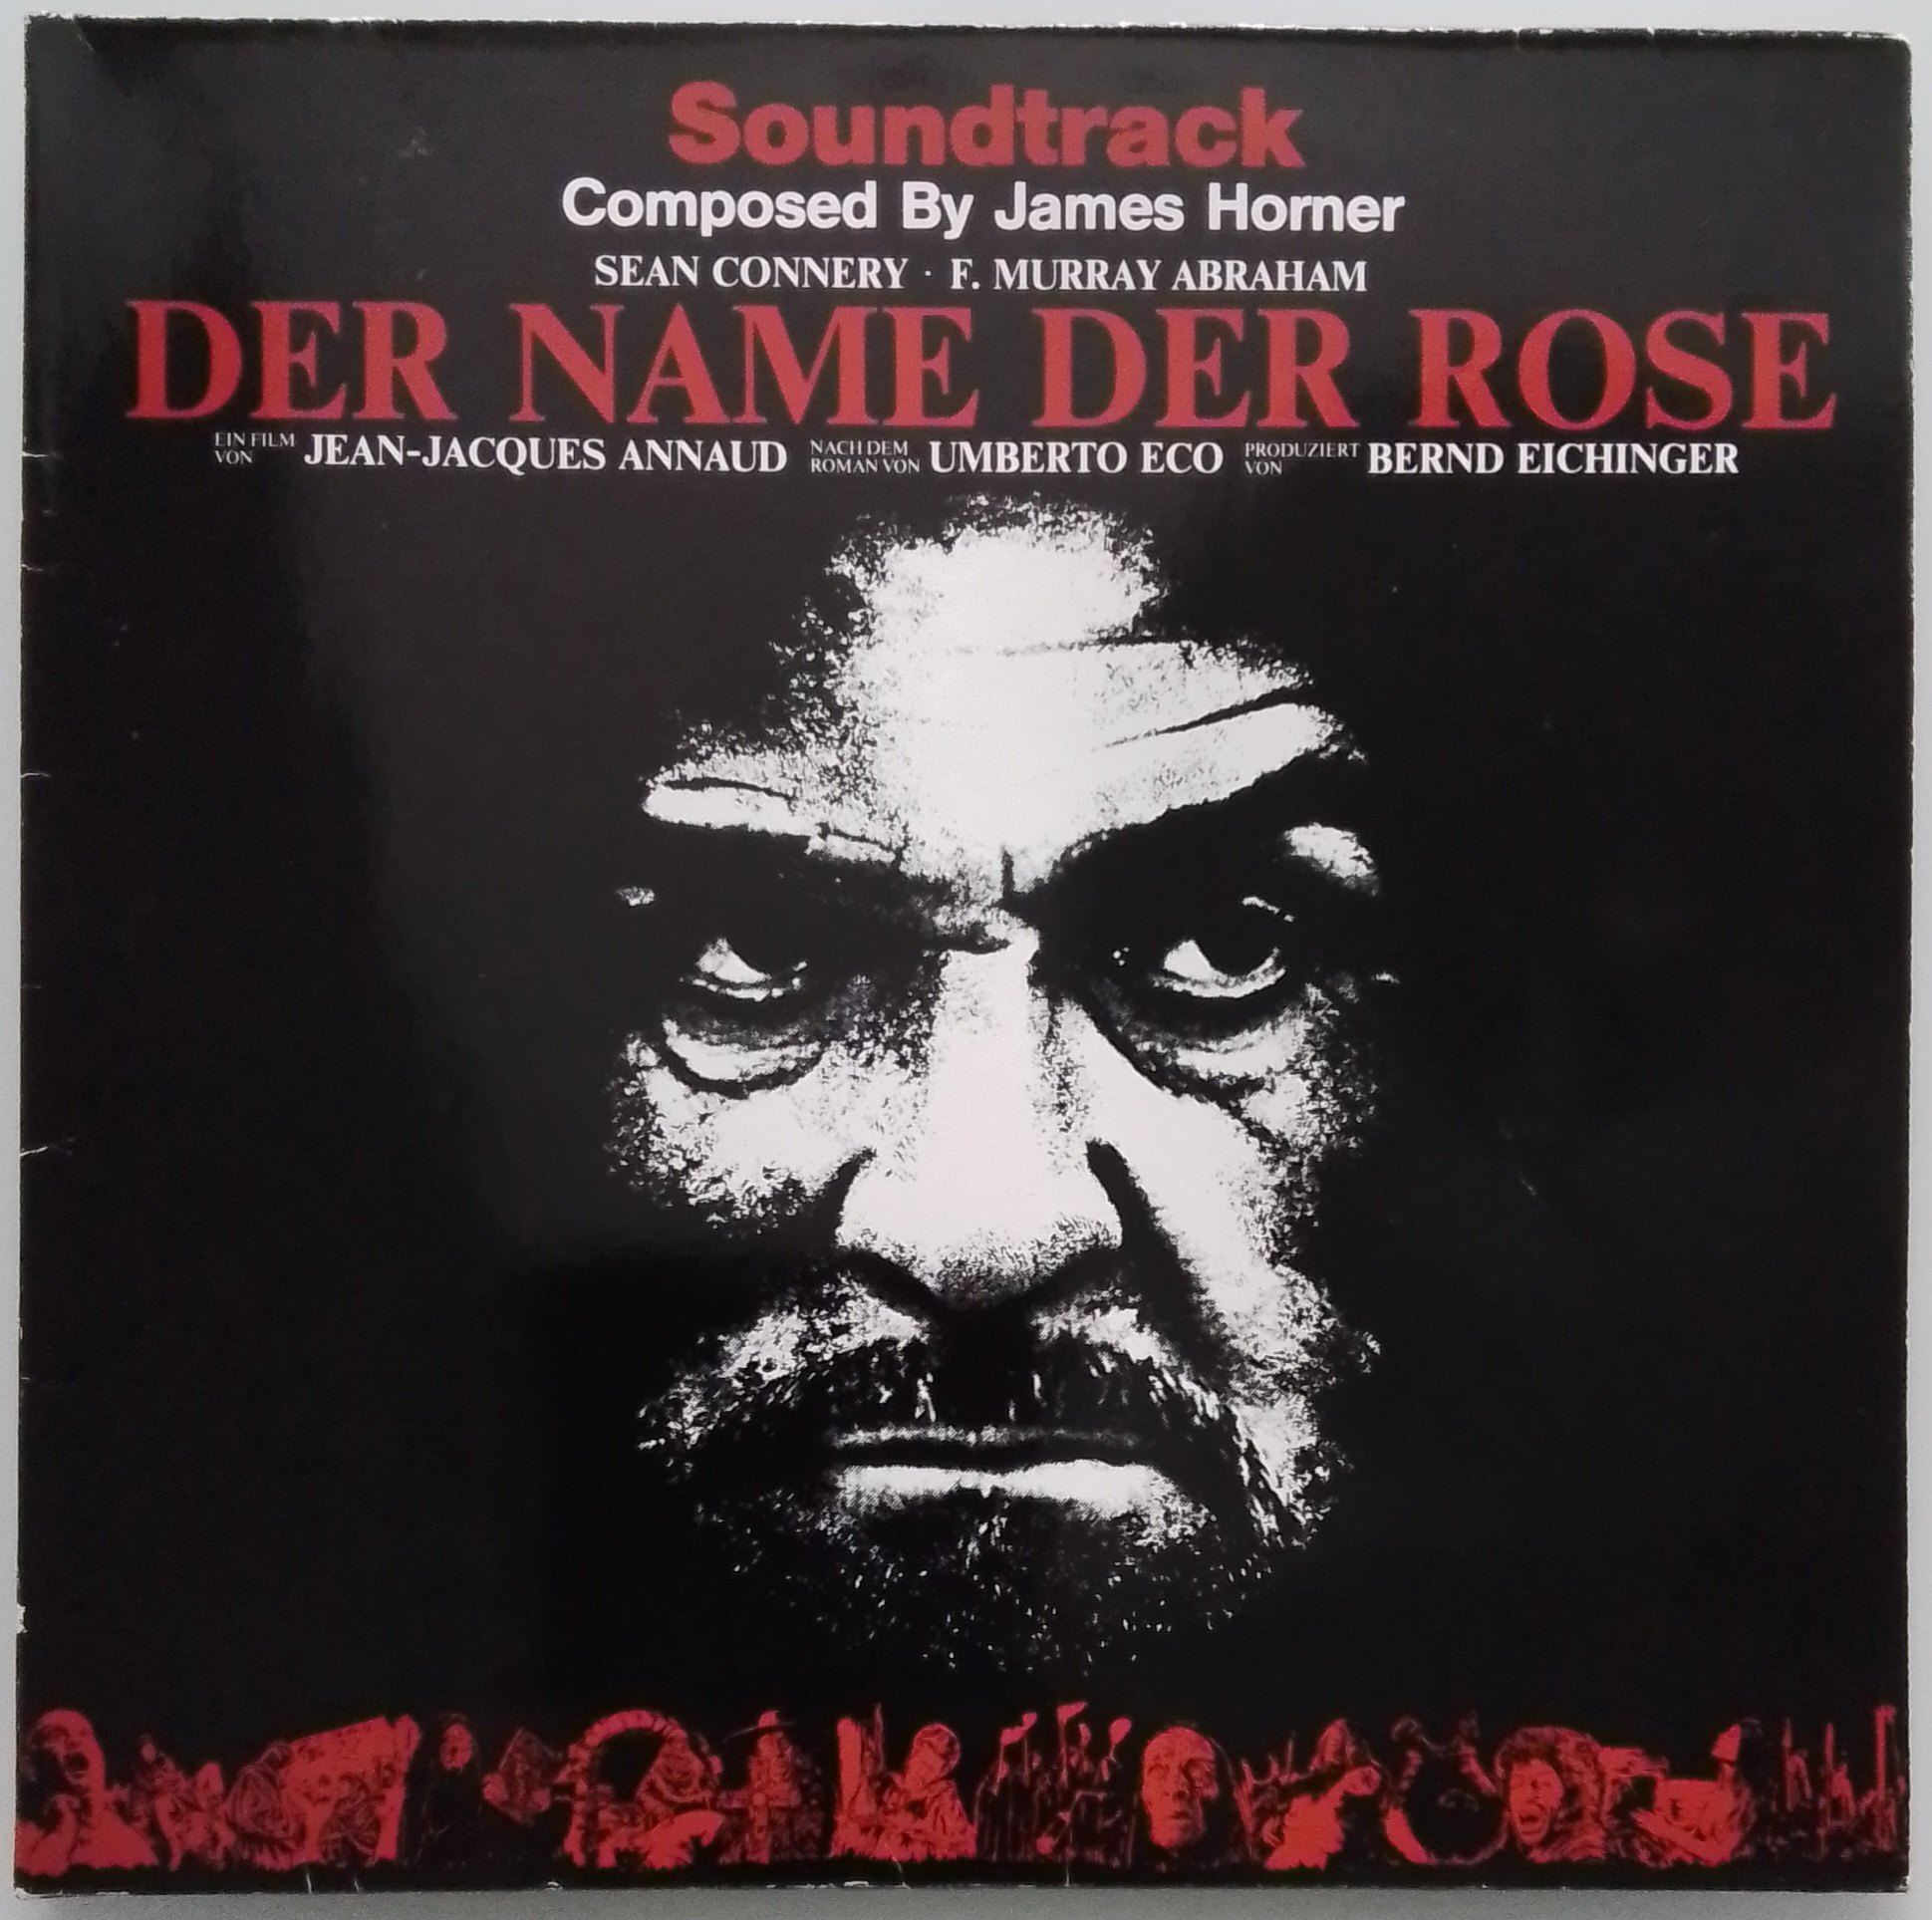 Soundtrack
Composed By James Horner
SEAN CONNERY · F. MURRAY ABRAHAM
DER NAME DER ROSE
EIN FILM VON JEAN-JACQUES ANNAUD NACH DEM ROMAN VON UMBERTO ECO PRODUZIERT VON BERND EICHINGER